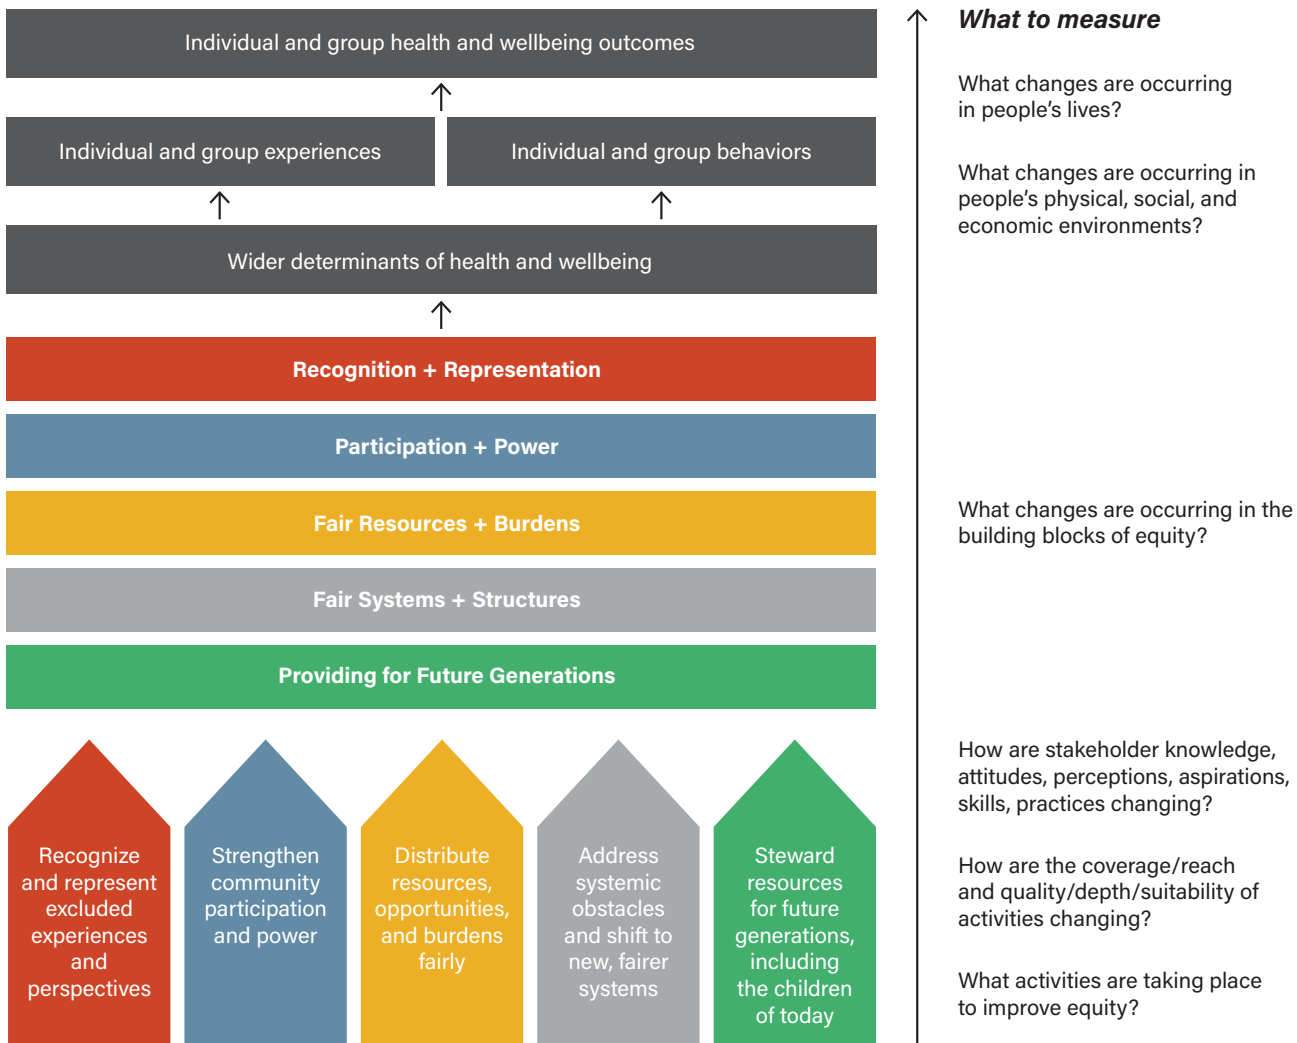 Individual and group health and wellbeing outcomes
Individual and group experiences
Individual and group behaviors
Wider determinants of health and wellbeing
Recognition + Representation
Participation + Power
Fair Resources + Burdens
Fair Systems + Structures
Providing for Future Generations
Recognize
and represent
excluded
experiences
and
perspectives
Strengthen
community
participation
and power
Distribute
resources,
opportunities,
and burdens
fairly
Address
systemic
obstacles
and shift to
new, fairer
systems
Steward
resources
for future
generations,
including
the children
of today
What to measure
What changes are occurring
in people’s lives?
What changes are occurring in
people’s physical, social, and
economic environments?
What changes are occurring in the
building blocks of equity?
How are stakeholder knowledge,
attitudes, perceptions, aspirations,
skills, practices changing?
How are the coverage/reach
and quality/depth/suitability of
activities changing?
What activities are taking place
to improve equity?